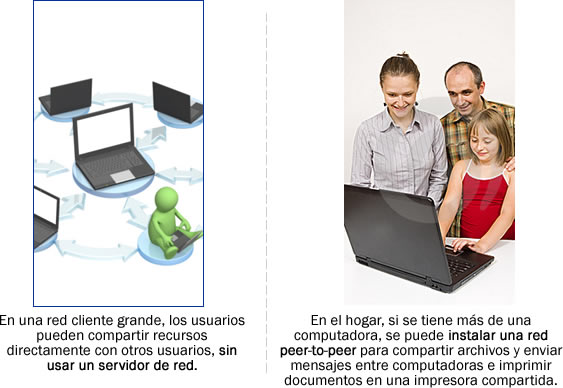 En una red cliente grande, los usuarios
pueden compartir recursos
directamente con otros usuarios, sin
usar un servidor de red.
En el hogar, si se tiene más de una
computadora, se puede instalar una red
peer-to-peer para compartir archivos y enviar
mensajes entre computadoras e imprimir
documentos en una impresora compartida.